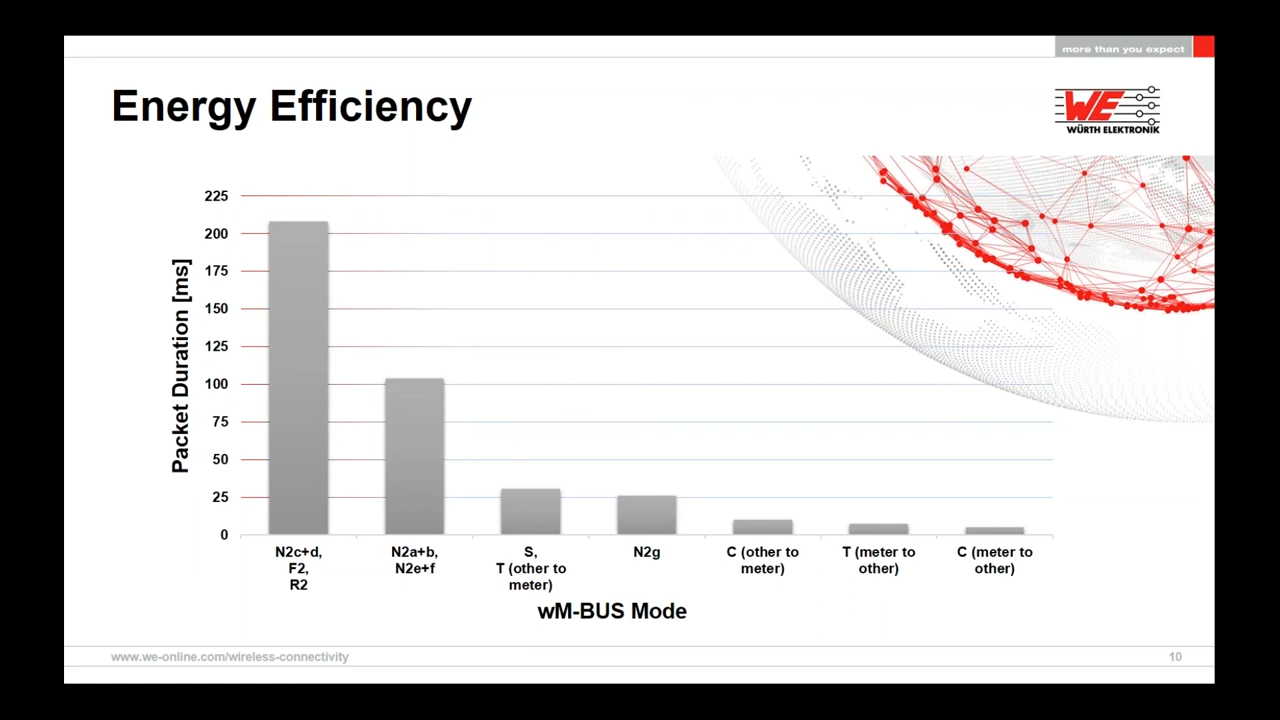 more than you expect
Energy Efficiency
WE
WÜRTH ELEKTRONIK
Packet Duration [ms]
225
200
175
150
125
100
75
50
25
0
N2c+d,
F2,
R2
N2a+b,
N2e+f
S,
T (other to
meter)
N2g
C (other to
meter)
T (meter to
other)
C (meter to
other)
wM-BUS Mode
www.we-online.com/wireless-connectivity
10